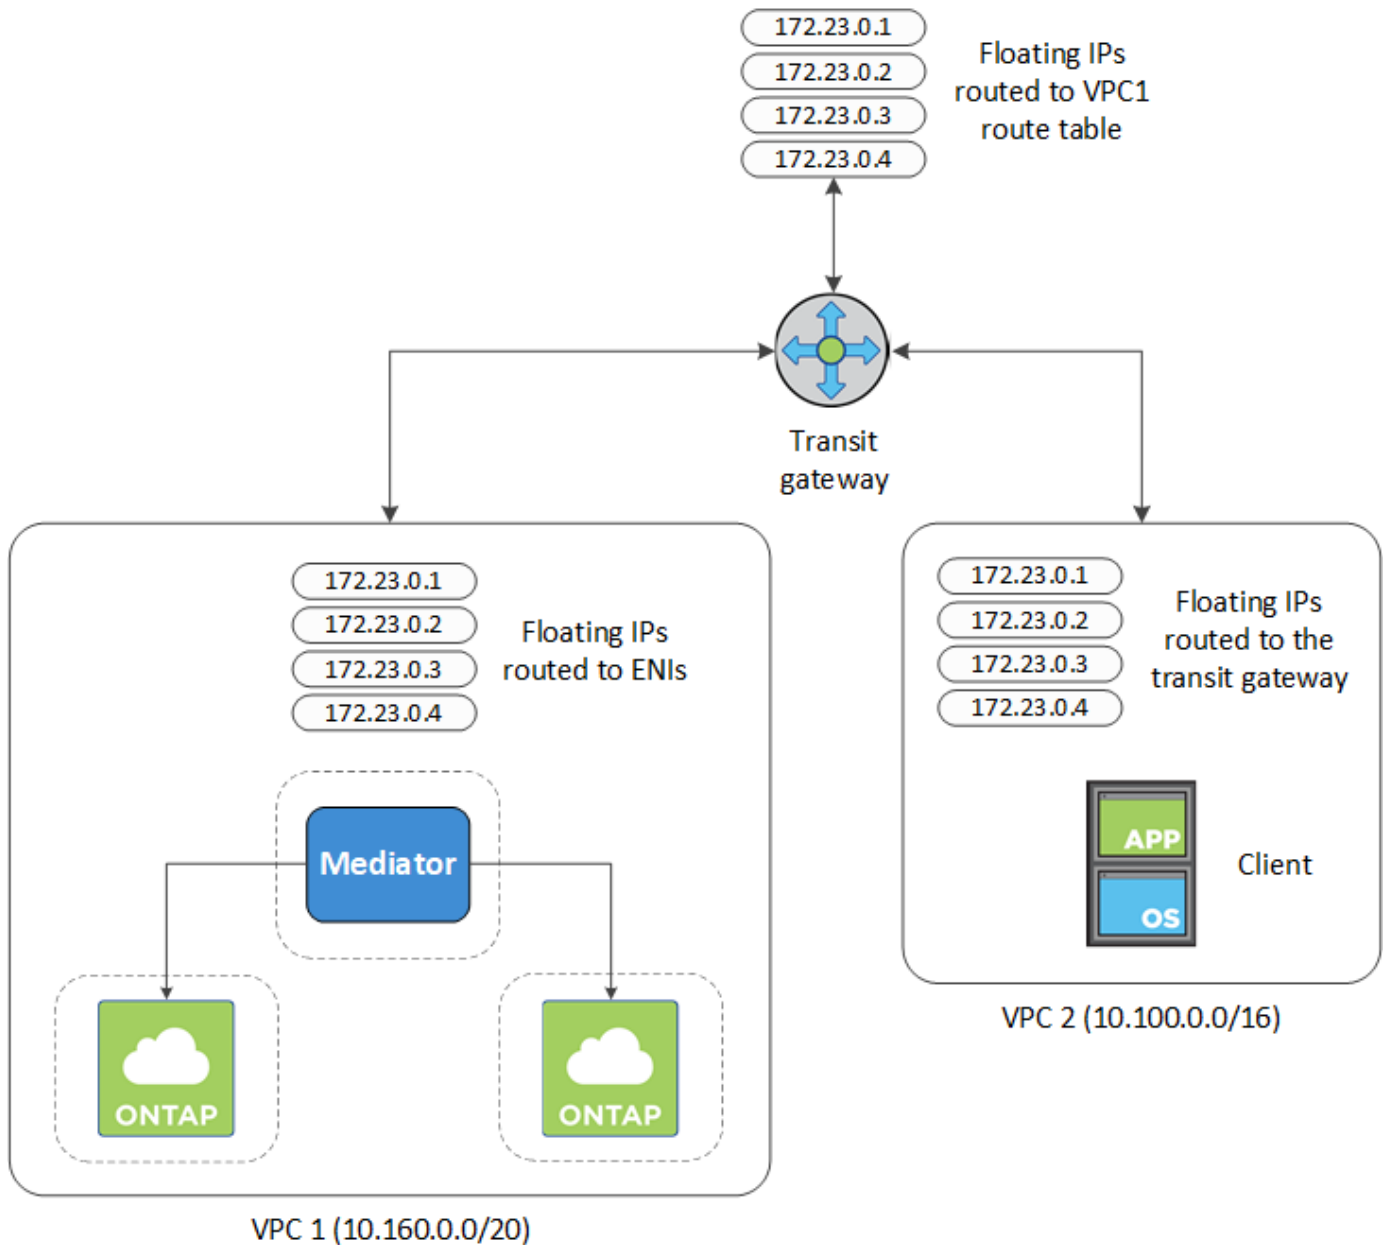 172.23.0.1
172.23.0.2
172.23.0.3
172.23.0.4
Floating IPs
routed to VPC1
route table
Transit
gateway
172.23.0.1
172.23.0.2
172.23.0.3
172.23.0.4
Floating IPs
routed to ENIs
Mediator
ONTAP
ONTAP
VPC 1 (10.160.0.0/20)
172.23.0.1
172.23.0.2
172.23.0.3
172.23.0.4
Floating IPs
routed to the
transit gateway
APP
OS
Client
VPC 2 (10.100.0.0/16)